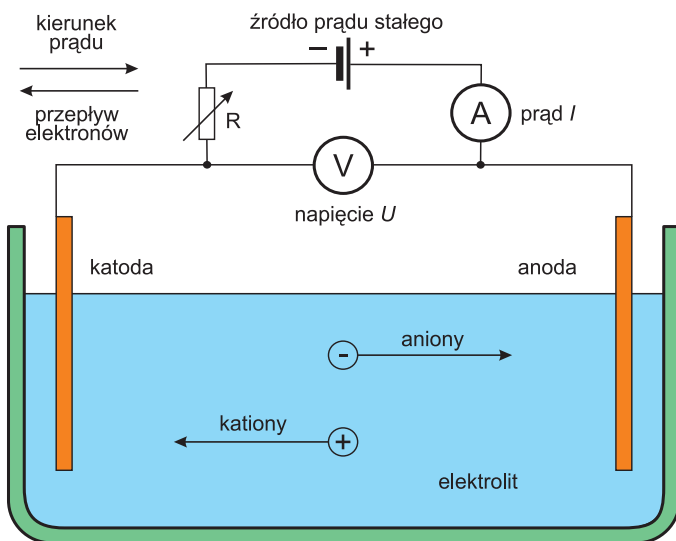 kierunek
prądu
źródło prądu stałego
− +
przepływ
elektronów
R
A
prąd I
V
napięcie U
katoda
anoda
- aniony
kationy +
elektrolit